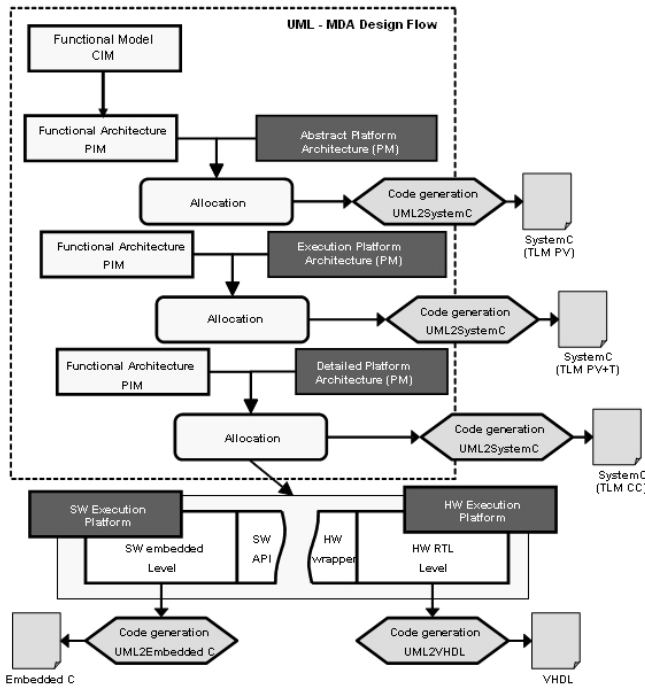 UML - MDA Design Flow
Functional Model
CIM
Functional Architecture
PIM
Abstract Platform
Architecture (PM)
Allocation
Code generation
UML2SystemC
SystemC
(TLM PV)
Functional Architecture
PIM
Execution Platform
Architecture (PM)
Allocation
Code generation
UML2SystemC
SystemC
(TLM PV+T)
Functional Architecture
PIM
Detailed Platform
Architecture (PM)
Allocation
Code generation
UML2SystemC
SystemC
(TLM CC)
SW Execution
Platform
HW Execution
Platform
SW embedded
Level
SW
API
HW
wrapper
HW RTL
Level
Code generation
UML2Embedded C
Code generation
UML2VHDL
Embedded C
VHDL